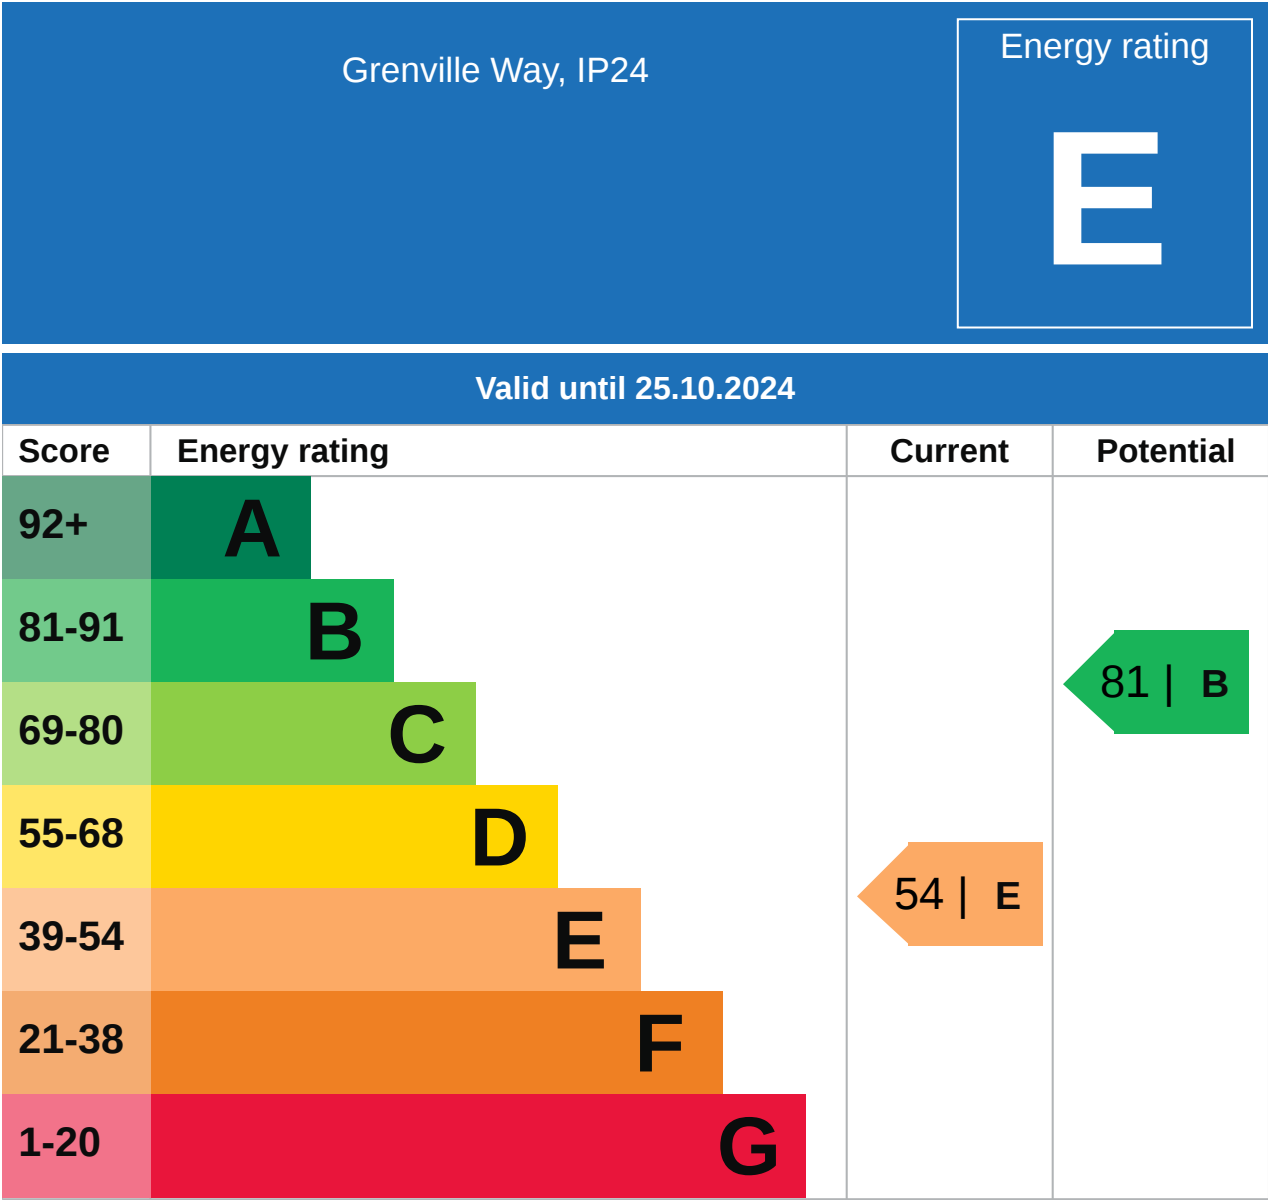 Grenville Way, IP24
Energy rating
E
Valid until 25.10.2024
Score Energy rating Current Potential
92+ A
81-91 B
81 | B
69-80 C
55-68 D
54 | E
39-54 E
21-38 F
1-20 G